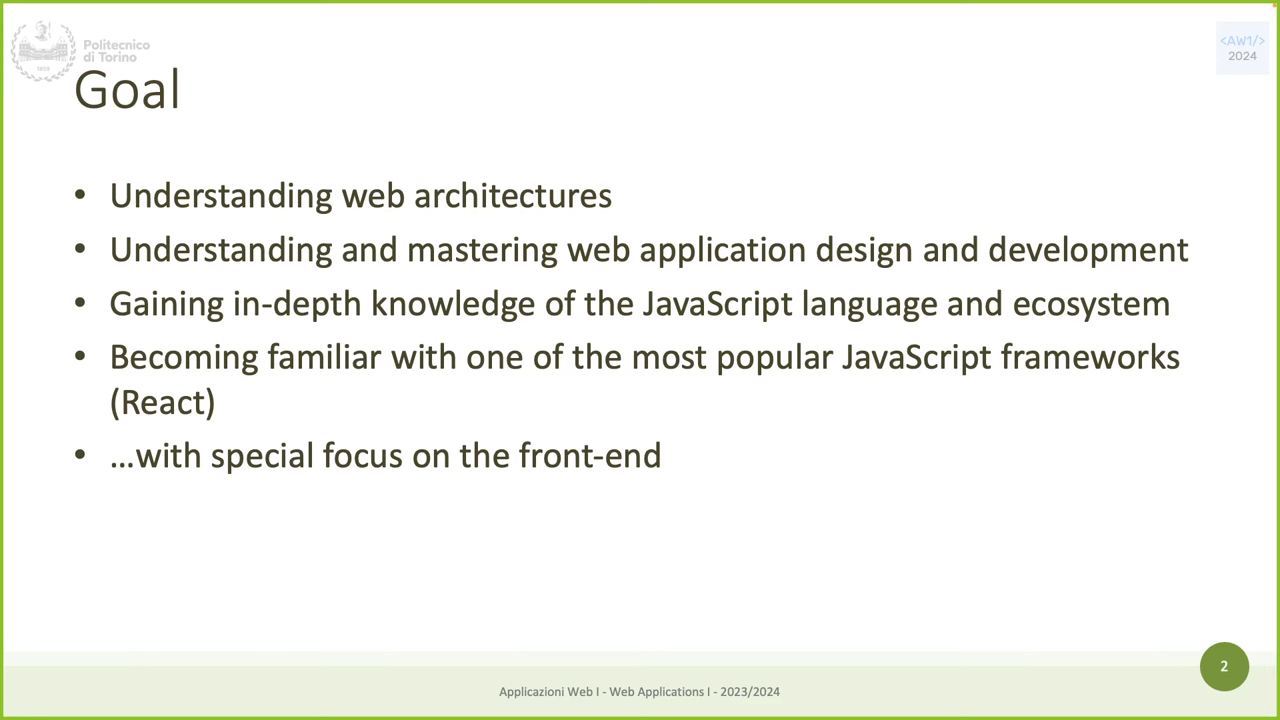 Politecnico
di Torino
1859
<AW1/>
2024
Goal
• Understanding web architectures
• Understanding and mastering web application design and development
• Gaining in-depth knowledge of the JavaScript language and ecosystem
• Becoming familiar with one of the most popular JavaScript frameworks
(React)
• …with special focus on the front-end
Applicazioni Web I - Web Applications I - 2023/2024
2